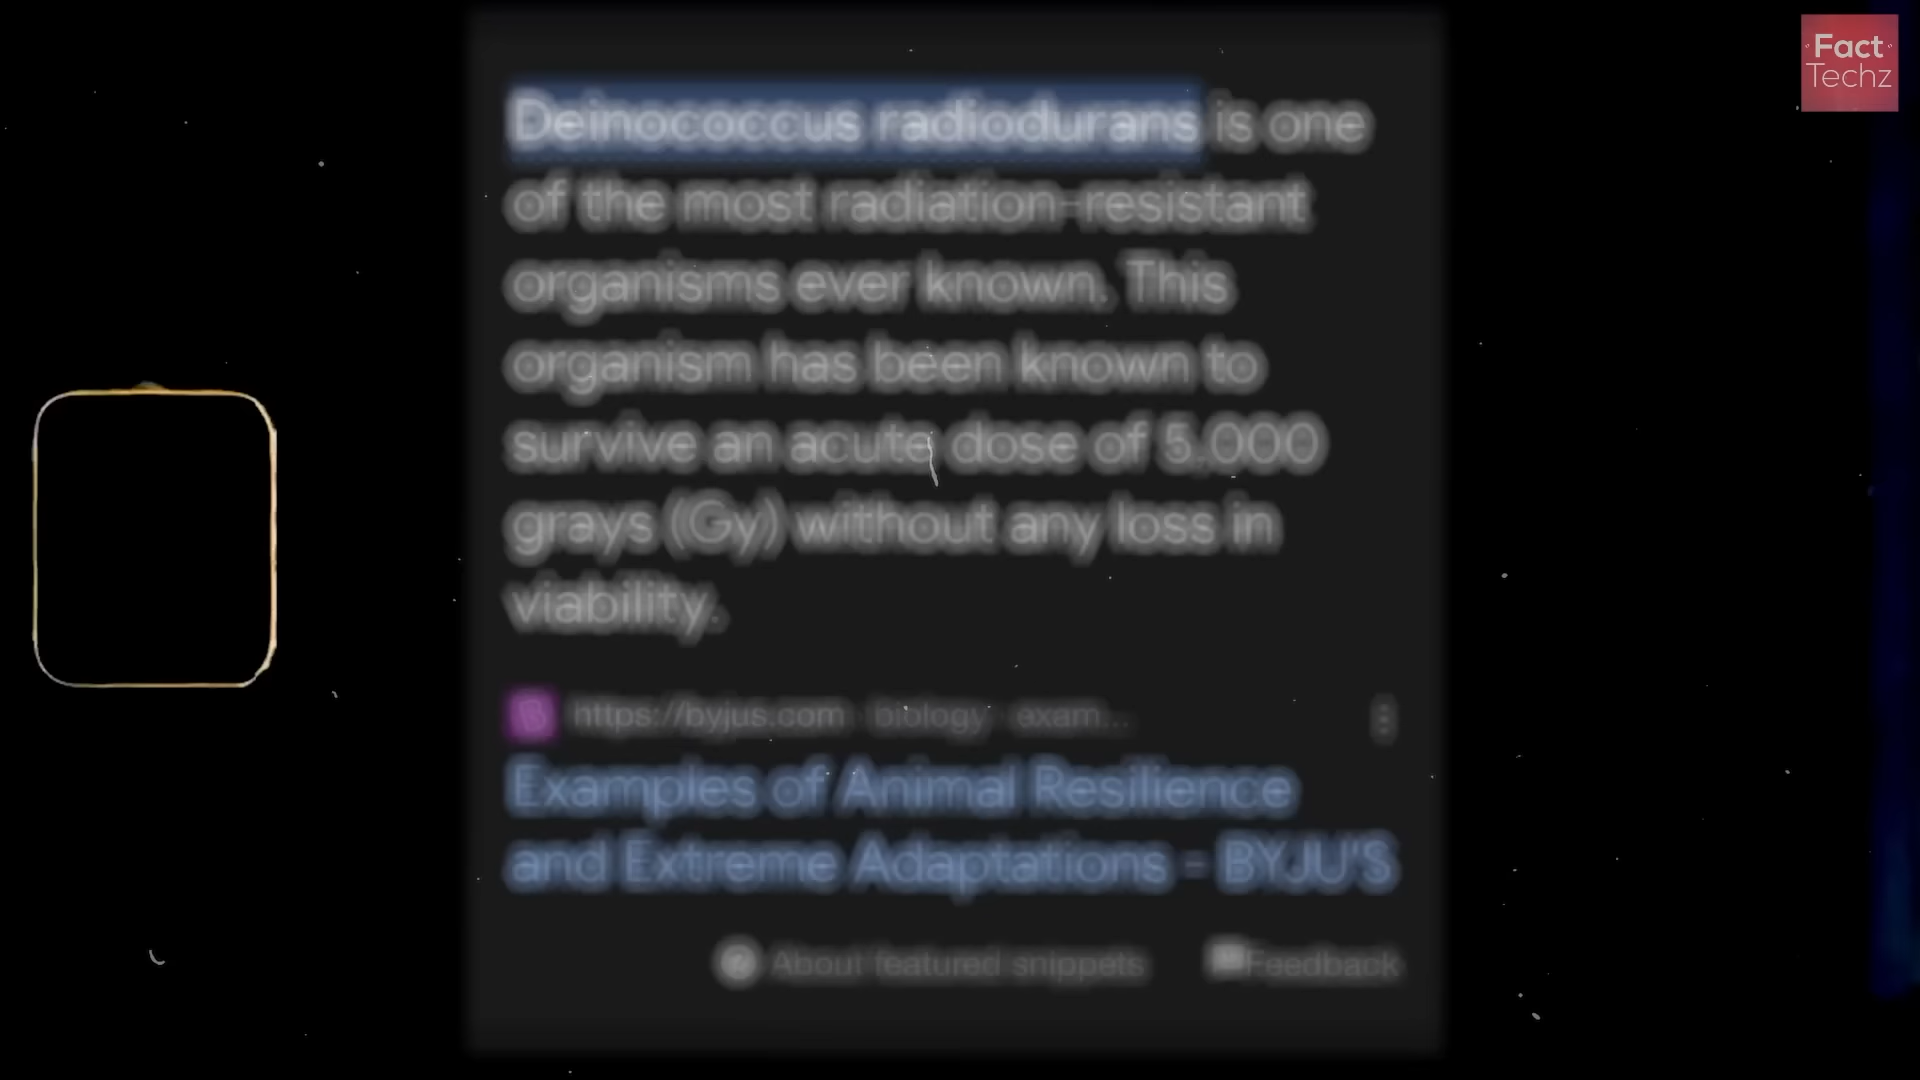 Fact
Techz
Deinococcus radiodurans is one
of the most radiation-resistant
organisms ever known. This
organism has been known to
survive an acute dose of 5,000
grays (Gy) without any loss in
viability.
https://byjus.com biology exam...
Examples of Animal Resilience
and Extreme Adaptations - BYJU'S
About featured snippets Feedback